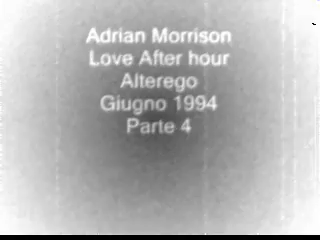 Adrian Morrison
Love After hour
Alterego
Giugno 1994
Parte 4